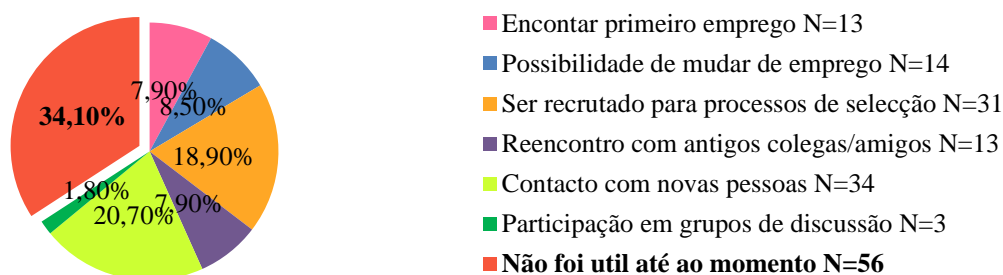 7,90%
8,50%
18,90%
7,90%
20,70%
1,80%
34,10%
Encontar primeiro emprego N=13
Possibilidade de mudar de emprego N=14
Ser recrutado para processos de selecção N=31
Reencontro com antigos colegas/amigos N=13
Contacto com novas pessoas N=34
Participação em grupos de discussão N=3
Não foi util até ao momento N=56